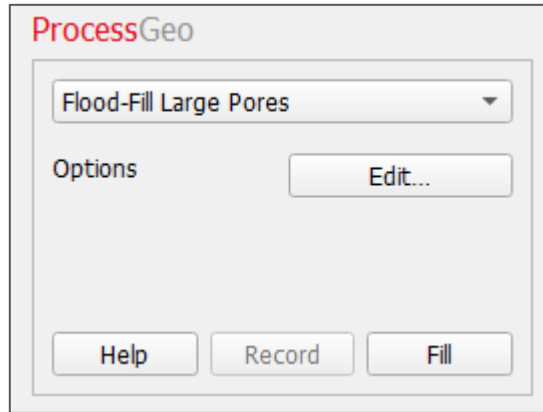 ProcessGeo
Flood-Fill Large Pores
Options Edit...
Help Record Fill